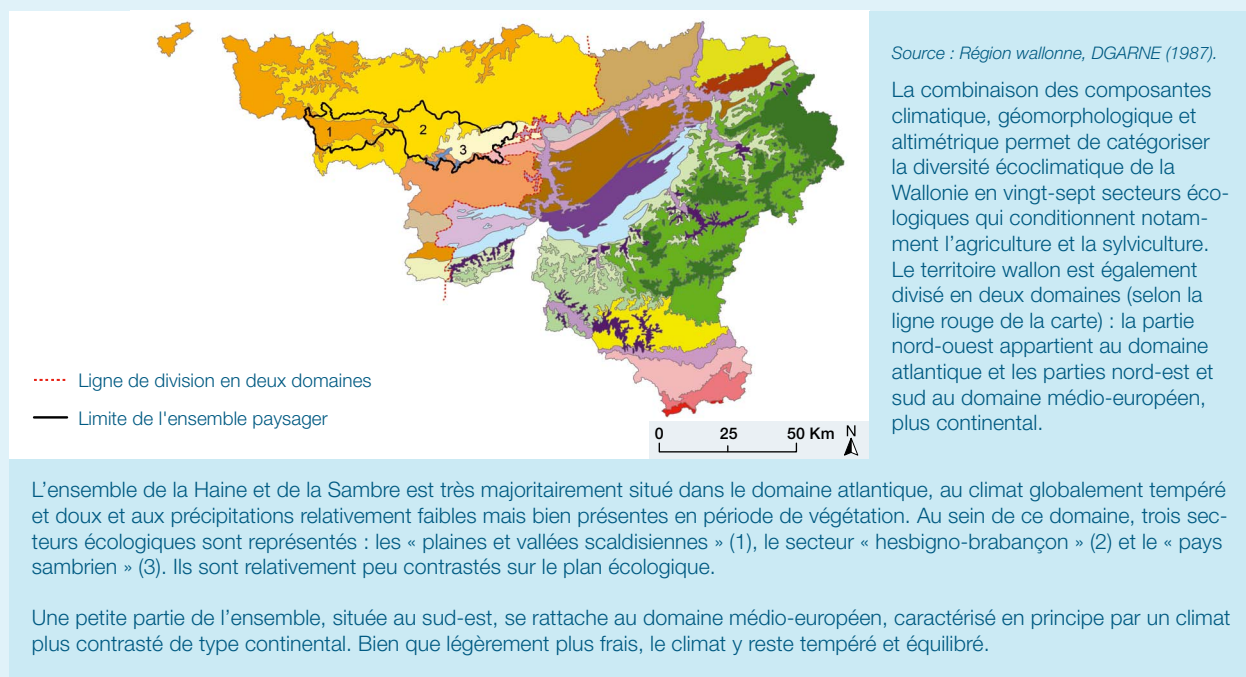 1
2
3
Ligne de division en deux domaines
Limite de l'ensemble paysager
0 25 50 Km N
Source : Région wallonne, DGARNE (1987).
La combinaison des composantes
climatique, géomorphologique et
altimétrique permet de catégoriser
la diversité écoclimatique de la
Wallonie en vingt-sept secteurs éco-
logiques qui conditionnent notam-
ment l’agriculture et la sylviculture.
Le territoire wallon est également
divisé en deux domaines (selon la
ligne rouge de la carte) : la partie
nord-ouest appartient au domaine
atlantique et les parties nord-est et
sud au domaine médio-européen,
plus continental.
L’ensemble de la Haine et de la Sambre est très majoritairement situé dans le domaine atlantique, au climat globalement tempéré
et doux et aux précipitations relativement faibles mais bien présentes en période de végétation. Au sein de ce domaine, trois sec-
teurs écologiques sont représentés : les « plaines et vallées scaldisiennes » (1), le secteur « hesbigno-brabançon » (2) et le « pays
sambrien » (3). Ils sont relativement peu contrastés sur le plan écologique.
Une petite partie de l’ensemble, située au sud-est, se rattache au domaine médio-européen, caractérisé en principe par un climat
plus contrasté de type continental. Bien que légèrement plus frais, le climat y reste tempéré et équilibré.